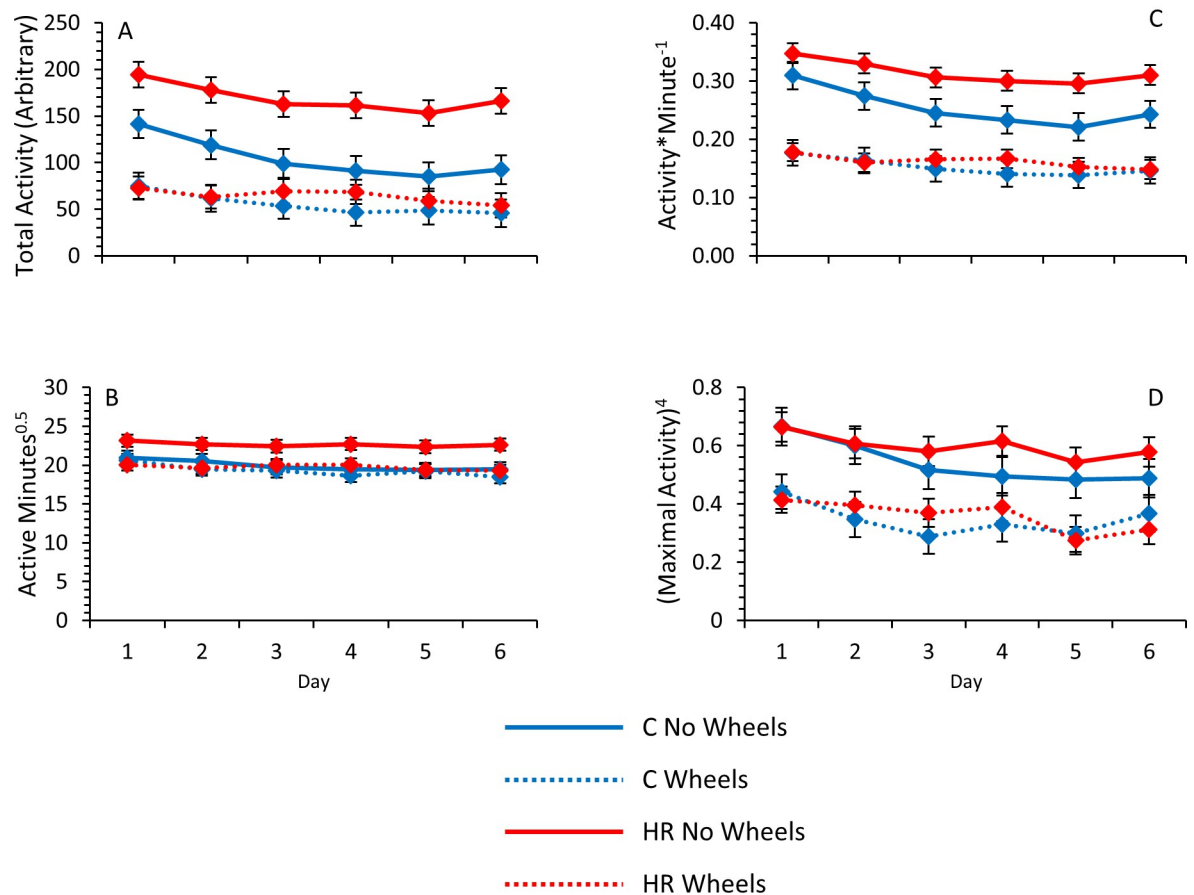 A
Total Activity (Arbitrary)
250
200
150
100
50
0
C
Activity*Minute⁻¹
0.40
0.30
0.20
0.10
0.00
B
Active Minutes⁰·⁵
30
25
20
15
10
5
0
1 2 3 4 5 6
Day
D
(Maximal Activity)⁴
0.8
0.6
0.4
0.2
0
1 2 3 4 5 6
Day
C No Wheels
C Wheels
HR No Wheels
HR Wheels